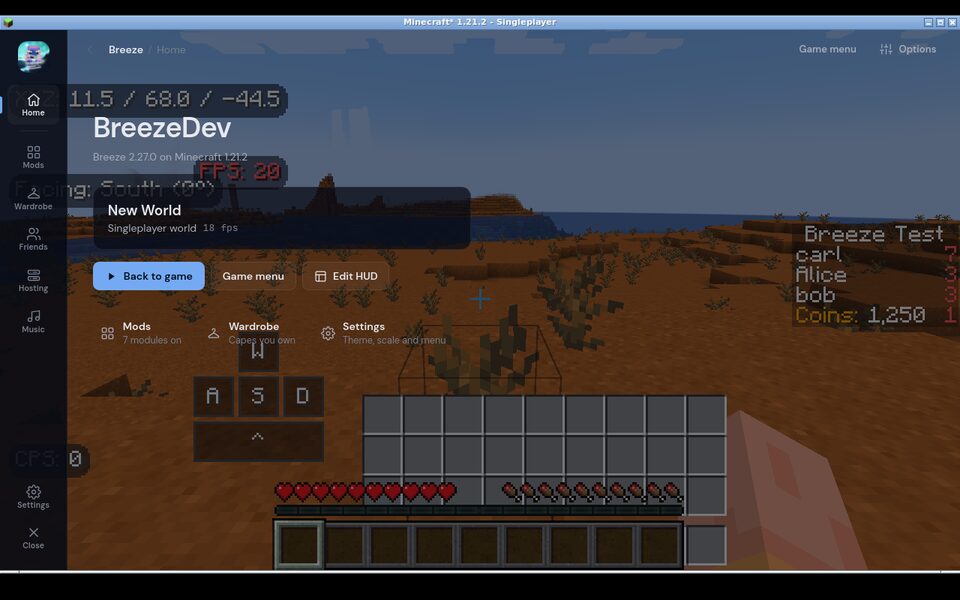 Minecraft* 1.21.2 - Singleplayer
Breeze / Home
Game menu
Options
Home
11.5 / 68.0 / -44.5
BreezeDev
Breeze 2.27.0 on Minecraft 1.21.2
FPS: 20
Mods
Facing: South (0°)
Wardrobe
New World
Singleplayer world 18 fps
Friends
Breeze Test
carl 7
Alice 3
bob 3
Coins: 1,250 1
Hosting
Back to game
Game menu
Edit HUD
Music
Mods
7 modules on
Wardrobe
Capes you own
Settings
Theme, scale and menu
W
A S D
^
CPS: 0
Settings
Close